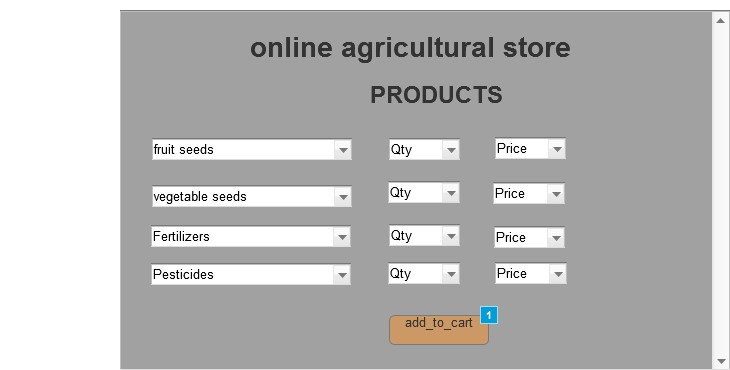 online agricultural store
PRODUCTS
fruit seeds Qty Price
vegetable seeds Qty Price
Fertilizers Qty Price
Pesticides Qty Price
add_to_cart 1